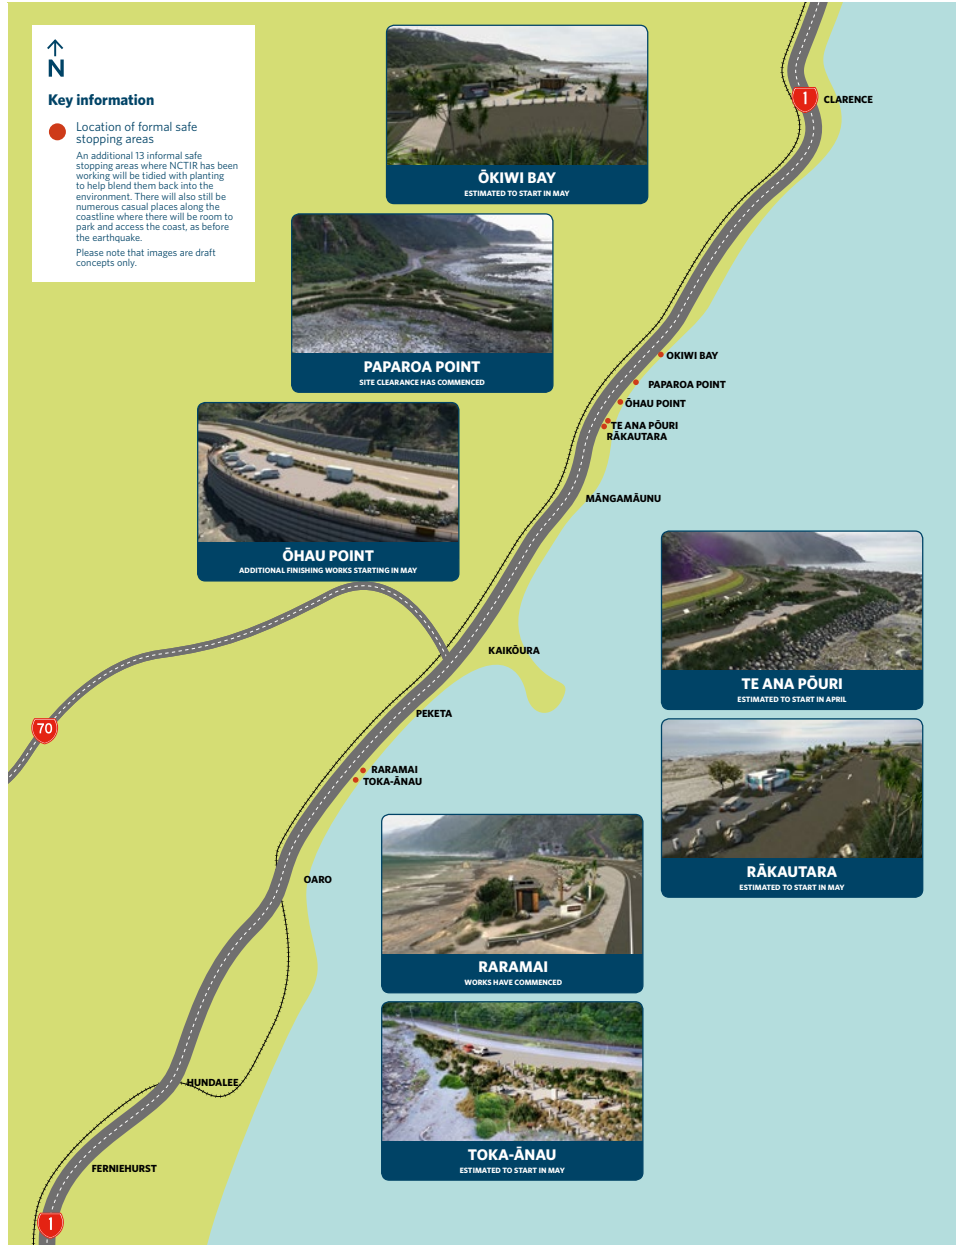 N
Key information
Location of formal safe
stopping areas
An additional 13 informal safe
stopping areas where NCTIR has been
working will be tidied with planting
to help blend them back into the
environment. There will also still be
numerous casual places along the
coastline where there will be room to
park and access the coast, as before
the earthquake.
Please note that images are draft
concepts only.
ŌKIWI BAY
ESTIMATED TO START IN MAY
1
CLARENCE
PAPAROA POINT
SITE CLEARANCE HAS COMMENCED
OKIWI BAY
PAPAROA POINT
ŌHAU POINT
TE ANA PŌURI
RĀKAUTARA
MĀNGAMĀUNU
ŌHAU POINT
ADDITIONAL FINISHING WORKS STARTING IN MAY
KAIKŌURA
TE ANA PŌURI
ESTIMATED TO START IN APRIL
PEKETA
70
RARAMAI
TOKA-ĀNAU
RĀKAUTARA
ESTIMATED TO START IN MAY
OARO
RARAMAI
WORKS HAVE COMMENCED
HUNDALEE
TOKA-ĀNAU
ESTIMATED TO START IN MAY
FERNIEHURST
1